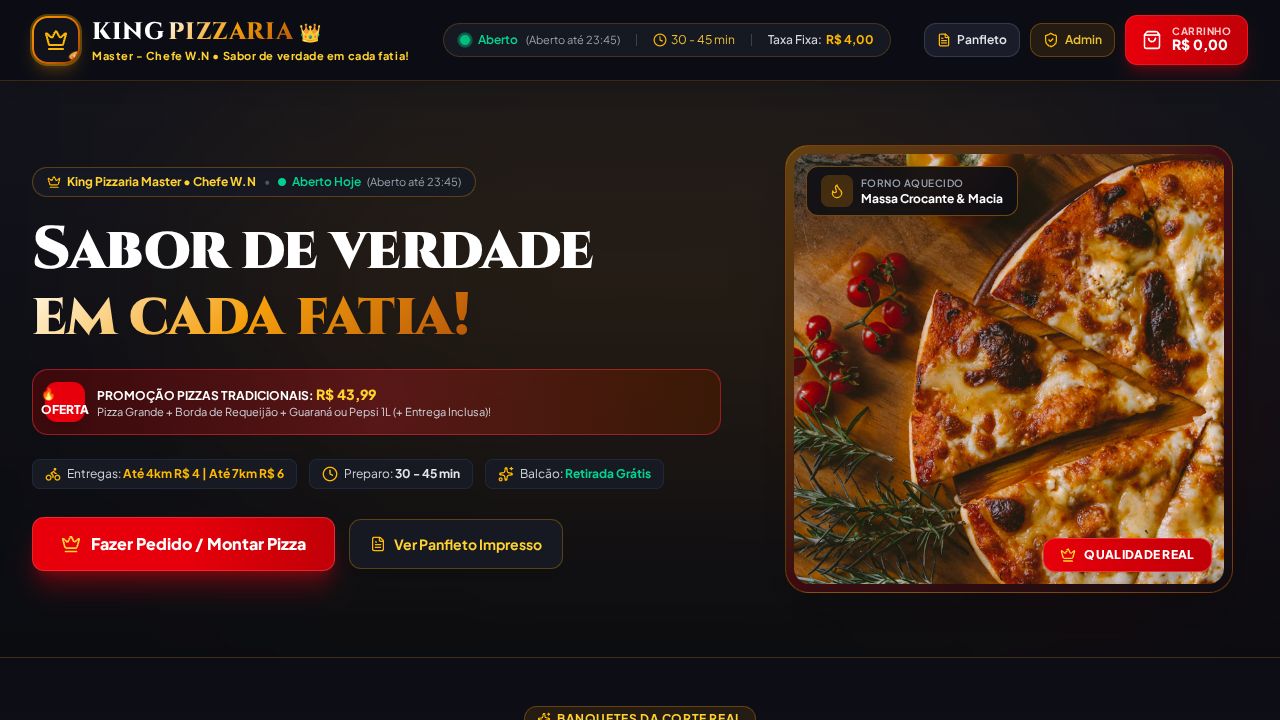 KING PIZZARIA 👑
Master - Chefe W.N • Sabor de verdade em cada fatia!
Aberto (Aberto até 23:45)
30 - 45 min
Taxa Fixa: R$ 4,00
Panfleto
Admin
CARRINHO
R$ 0,00
King Pizzaria Master • Chefe W.N • Aberto Hoje (Aberto até 23:45)
SABOR DE VERDADE
EM CADA FATIA!
🔥
OFERTA
PROMOÇÃO PIZZAS TRADICIONAIS: R$ 43,99
Pizza Grande + Borda de Requeijão + Guaraná ou Pepsi 1L (+ Entrega Inclusa)!
Entregas: Até 4km R$ 4 | Até 7km R$ 6
Preparo: 30 - 45 min
Balcão: Retirada Grátis
Fazer Pedido / Montar Pizza
Ver Panfleto Impresso
FORNO AQUECIDO
Massa Crocante & Macia
QUALIDADE REAL
BANQUETES DA CORTE REAL